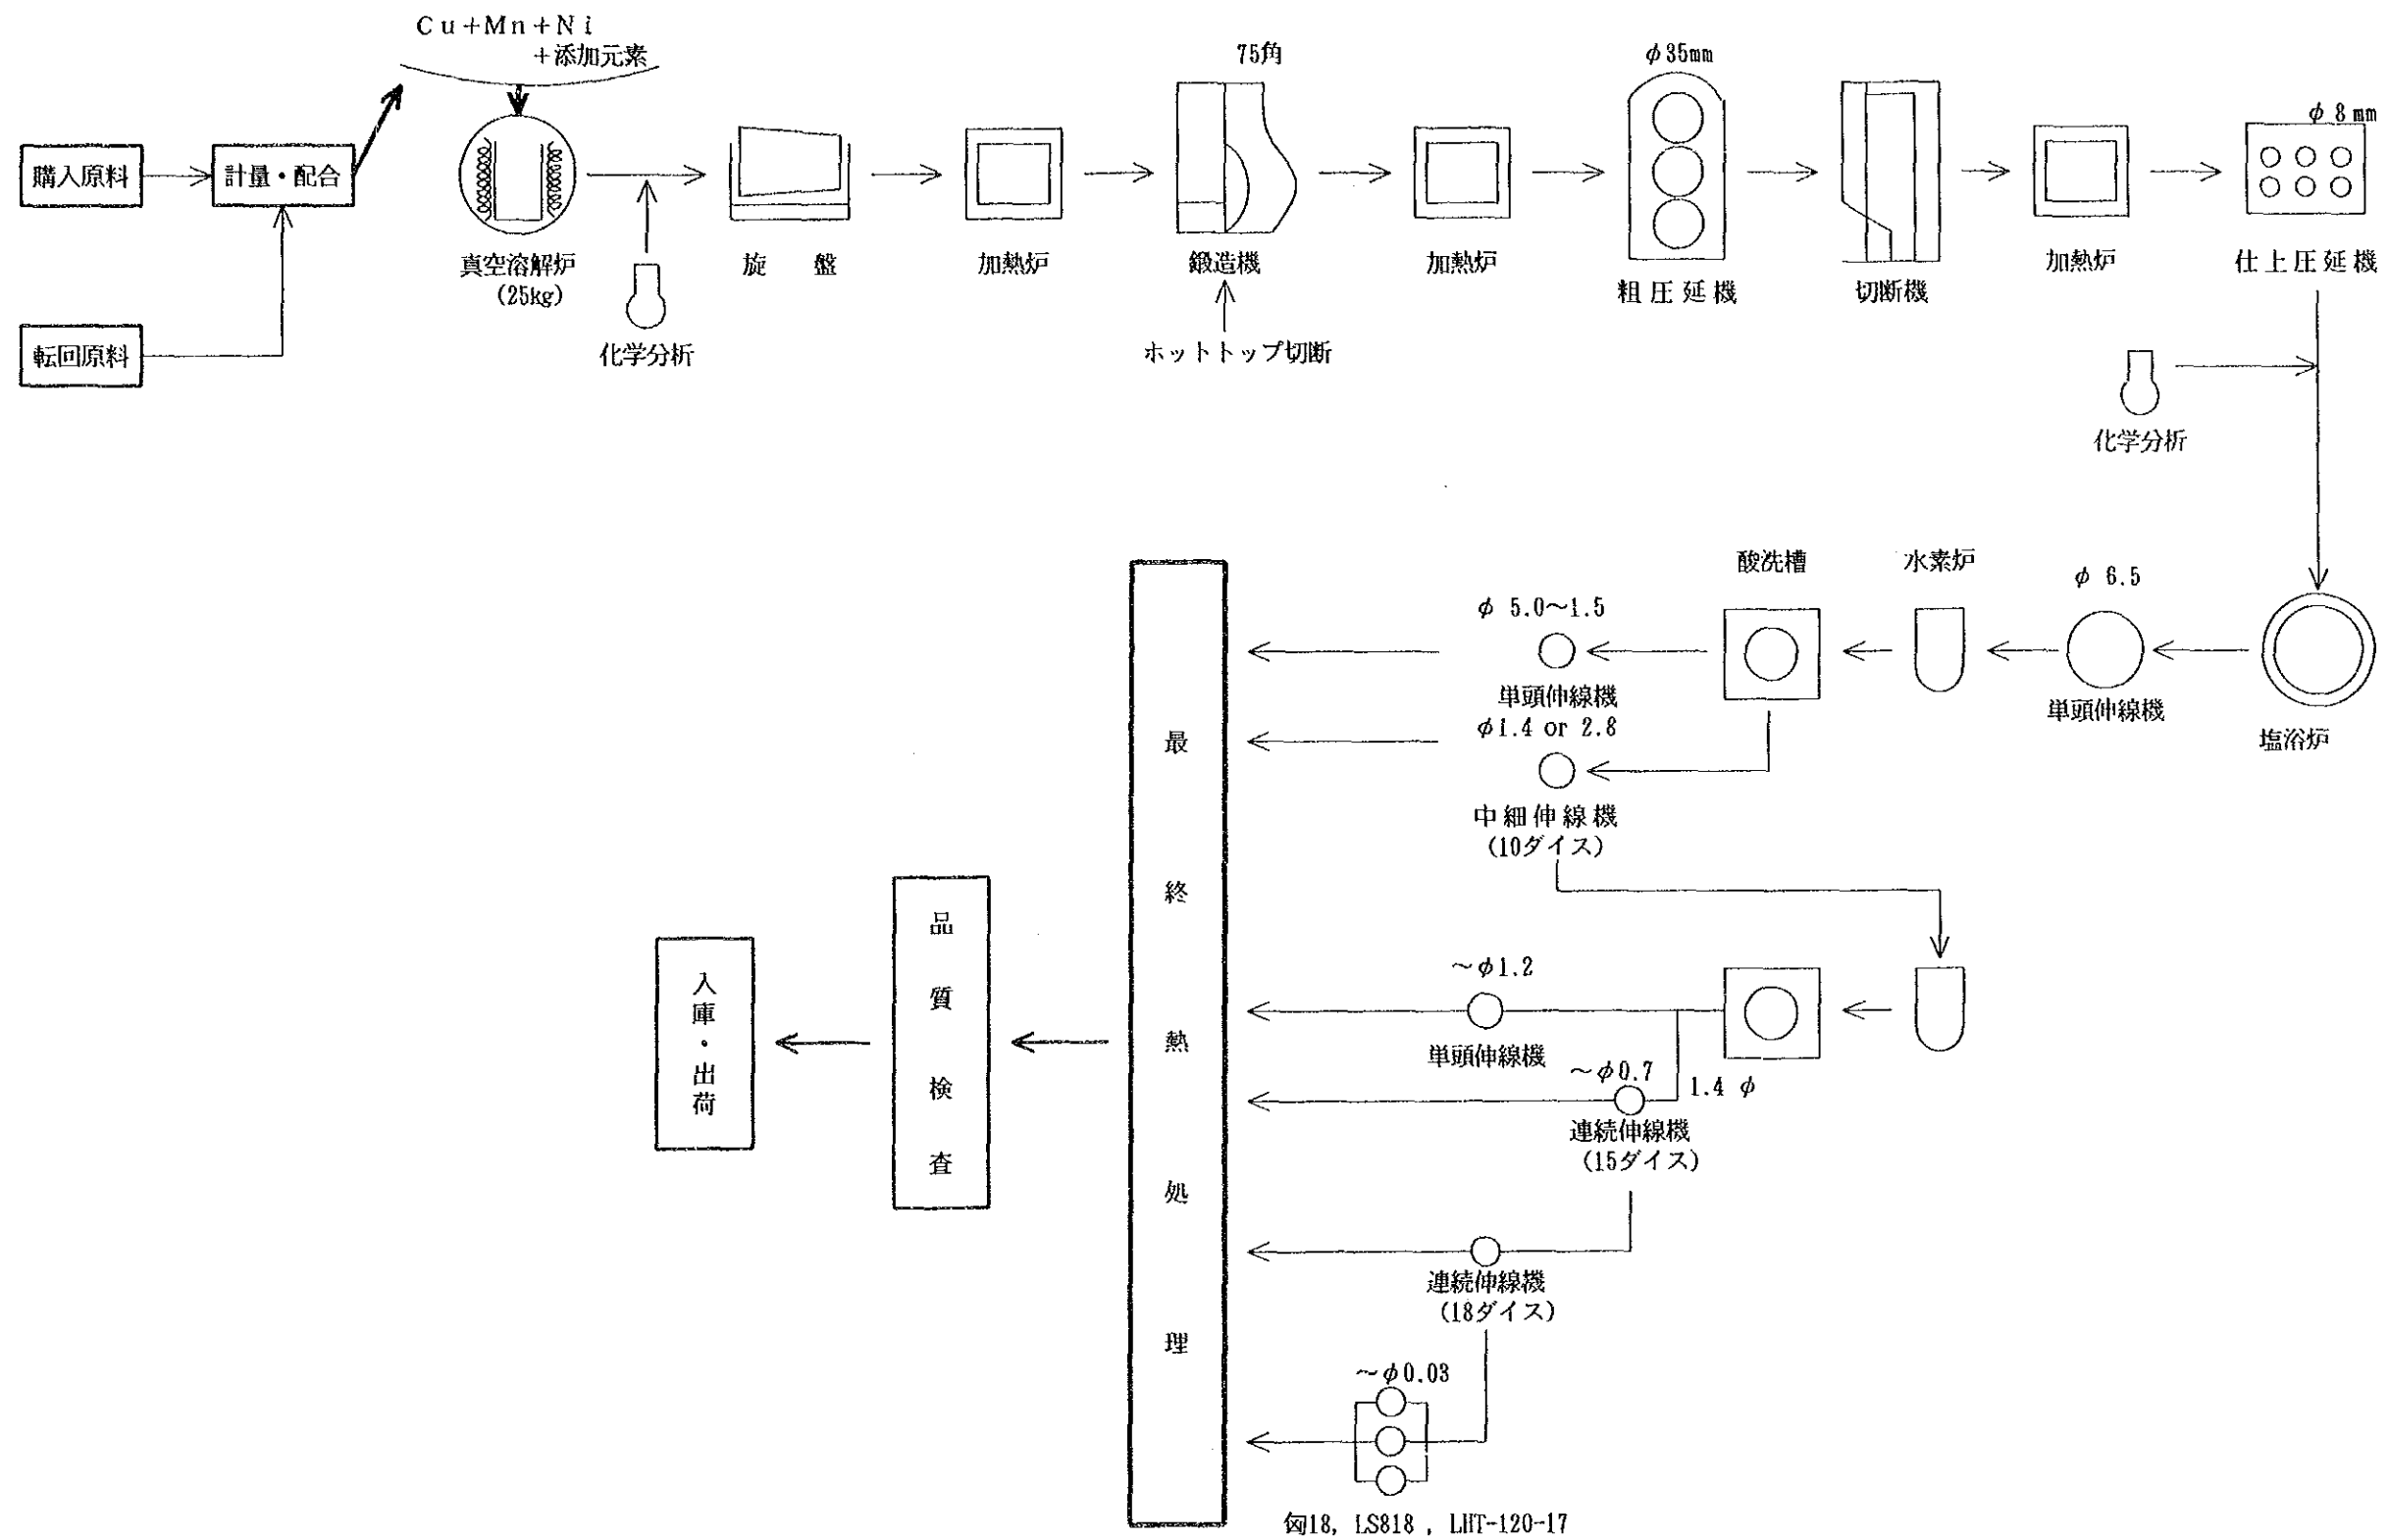 Cu+Mn+Ni
+添加元素
75角
φ35mm
φ 8 mm
購入原料
計量・配合
真空溶解炉
(25kg)
旋 盤
加熱炉
鍛造機
加熱炉
粗圧延機
切断機
加熱炉
仕上圧延機
転回原料
化学分析
ホットトップ切断
化学分析
酸洗槽
水素炉
φ 6.5
φ 5.0～1.5
単頭伸線機
単頭伸線機
塩浴炉
φ1.4 or 2.8
中細伸線機
(10ダイス)
最終熱処理
品質検査
入庫・出荷
～φ1.2
単頭伸線機
～φ0.7
1.4 φ
連続伸線機
(15ダイス)
連続伸線機
(18ダイス)
～φ0.03
18, LS818 , LHT-120-17